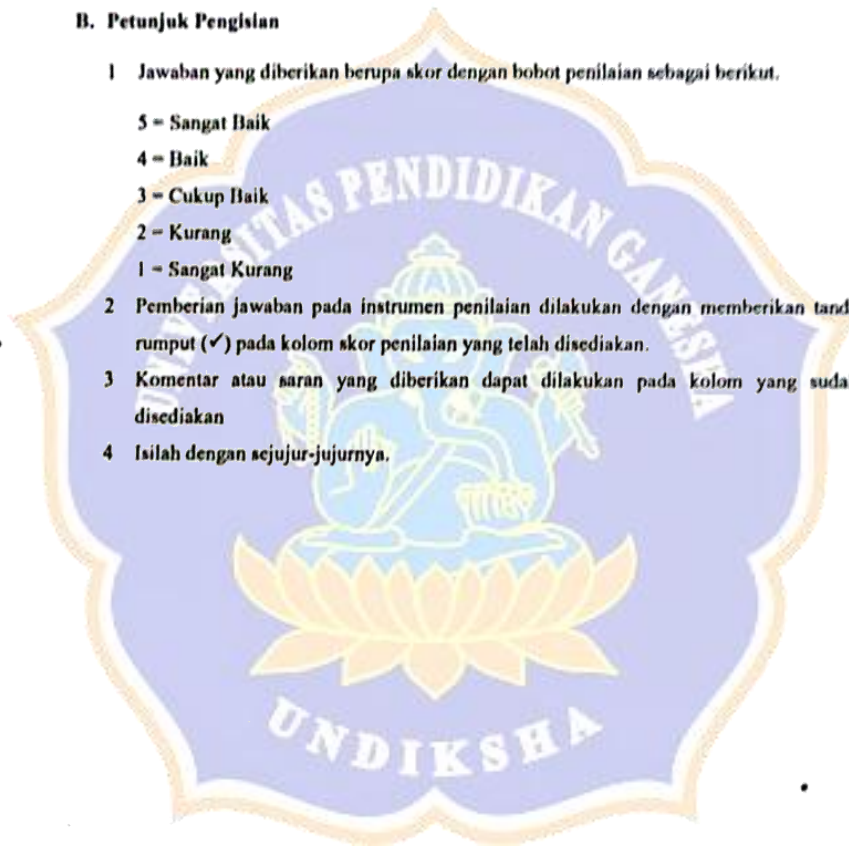 B. Petunjuk Pengisian
1 Jawaban yang diberikan berupa skor dengan bobot penilaian sebagai berikut.
5 = Sangat Baik
4 = Baik
3 = Cukup Baik
2 = Kurang
1 = Sangat Kurang
2 Pemberian jawaban pada instrumen penilaian dilakukan dengan memberikan tand
rumput (✓) pada kolom skor penilaian yang telah disediakan.
3 Komentar atau saran yang diberikan dapat dilakukan pada kolom yang suda
disediakan
4 Isilah dengan sejujur-jujurnya.
UNIVERSITAS PENDIDIKAN GANESHA
UNDIKSHA